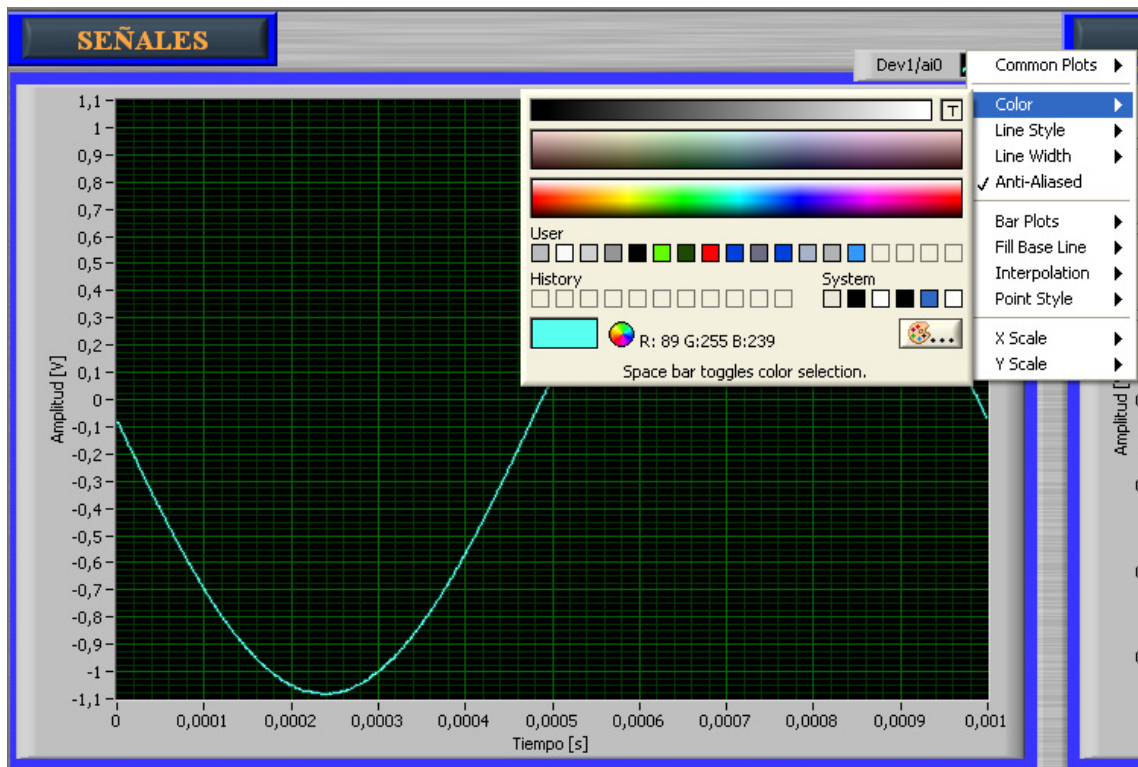 SEÑALES
Dev1/ai0
Common Plots
Color
Line Style
Line Width
Anti-Aliased
Bar Plots
Fill Base Line
Interpolation
Point Style
X Scale
Y Scale
T
User
History
System
R: 89 G:255 B:239
...
Space bar toggles color selection.
Amplitud [V]
1,1
1
0,9
0,8
0,7
0,6
0,5
0,4
0,3
0,2
0,1
0
-0,1
-0,2
-0,3
-0,4
-0,5
-0,6
-0,7
-0,8
-0,9
-1
-1,1
0 0,0001 0,0002 0,0003 0,0004 0,0005 0,0006 0,0007 0,0008 0,0009 0,001
Tiempo [s]
Amplitud [